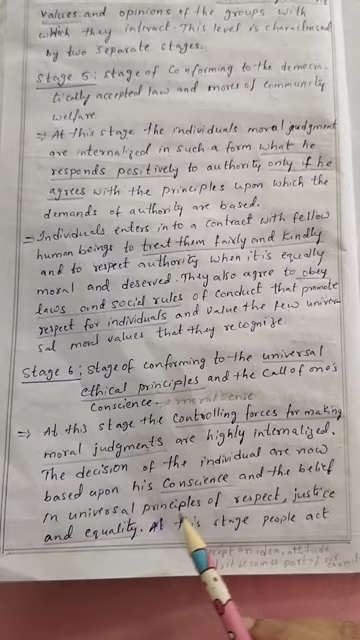 values and opinions of the groups with
which they interact. This level is characterised
by two separate stages.
Stage 5: stage of Conforming to the democra-
tically accepted law and mores of community
welfare
⇒ At this stage the individuals moral judgment
are internalized in such a form what he
responds positively to authority only if he
agrees with the principles upon which the
demands of authority are based.
⇒ Individuals enters into a contract with fellow
human beings to treat them fairly and kindly
and to respect authority when it is equally
moral and deserved. They also agree to obey
laws and social rules of conduct that promote
respect for individuals and value the few univer-
sal moral values that they recognize.
Stage 6: stage of conforming to the universal
ethical principles and the call of one's
Conscience. → moral sense
⇒ At this stage the Controlling forces for making
moral judgments are highly internalized.
The decision of the individual are now
based upon his Conscience and the belief
in universal principles of respect, justice
and equality. At this stage people act
an idea, attitude
become part of